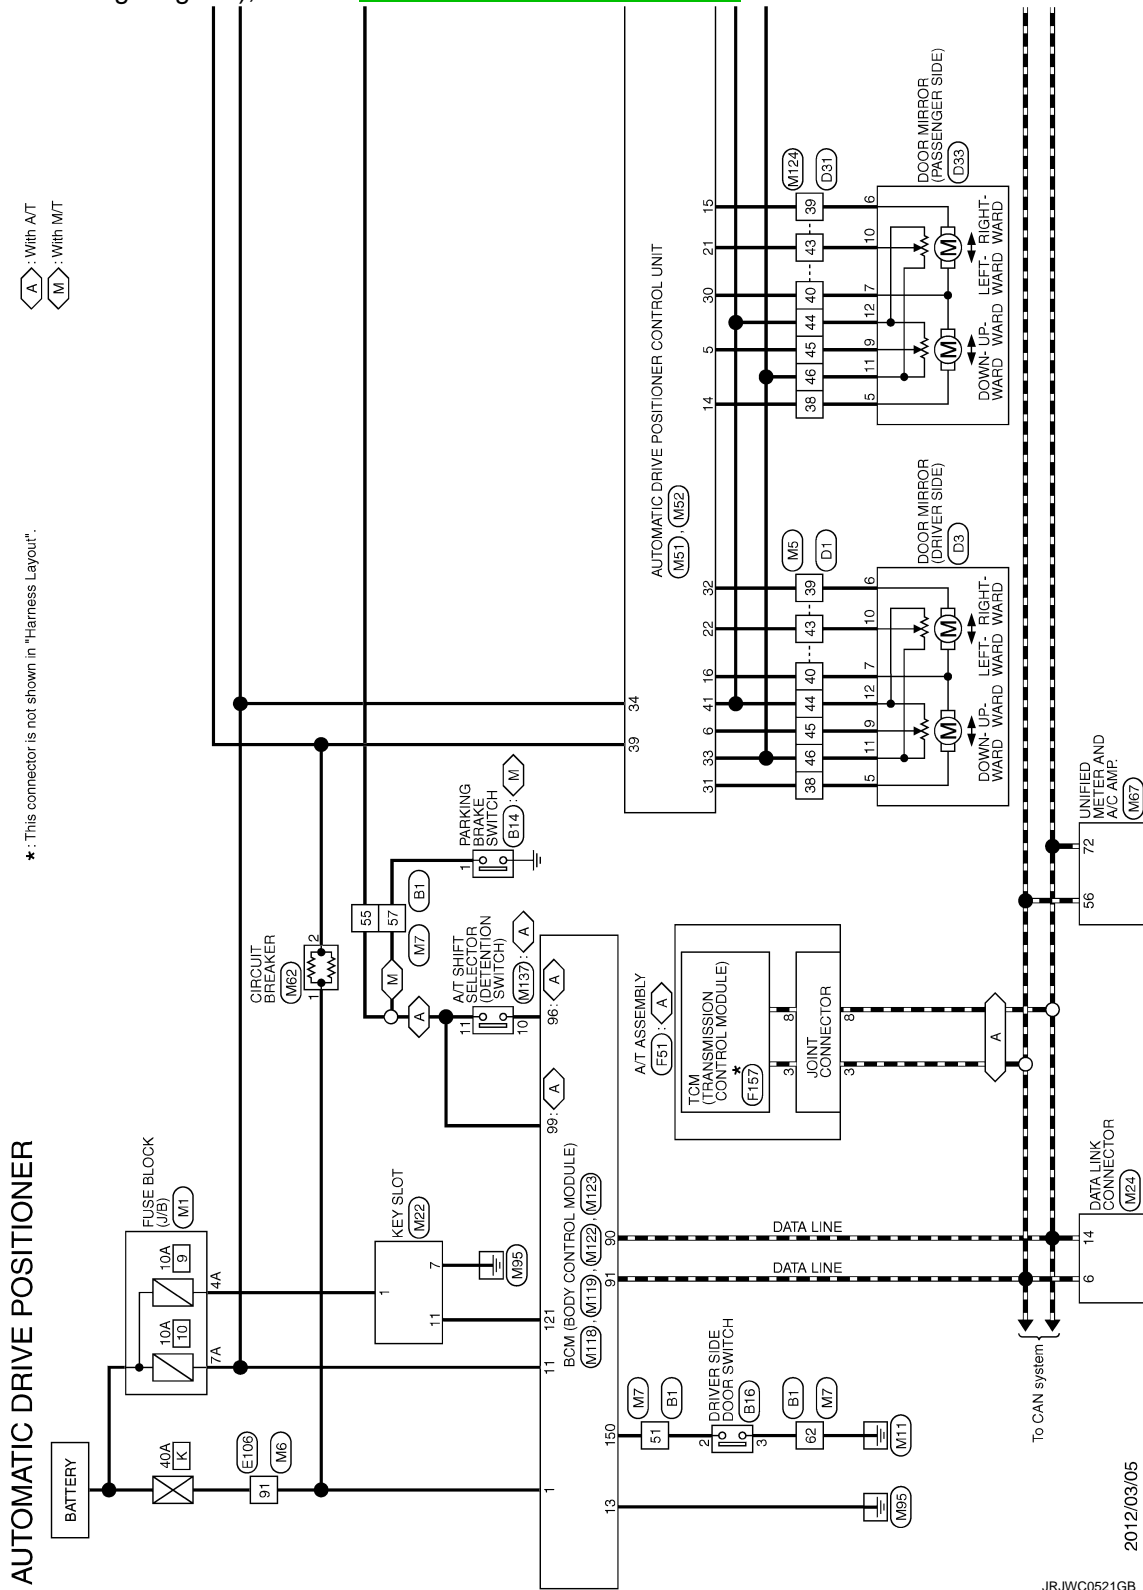 AUTOMATIC DRIVE POSITIONER
★ : This connector is not shown in "Harness Layout".
A : With A/T
M : With M/T
BATTERY
40A
K
E106
M6
91
FUSE BLOCK
(J/B)
M1
10A
10
10A
9
7A
4A
KEY SLOT
M22
1
11
7
M95
CIRCUIT
BREAKER
M62
1
2
39
34
55
57
M7
B1
M
A
A/T SHIFT
SELECTOR
(DETENTION
SWITCH)
M137 : A
11
10
PARKING
BRAKE
SWITCH
B14 : M
1
1
11
121
99 : A
96 : A
BCM (BODY CONTROL MODULE)
M118 , M119 , M122 , M123
13
150
91
90
M95
M7
B1
51
DRIVER SIDE
DOOR SWITCH
B16
2
3
B1
M7
62
M11
DATA LINE
DATA LINE
A/T ASSEMBLY
F51 : A
TCM
(TRANSMISSION
CONTROL MODULE)
★
F157
3
8
JOINT
CONNECTOR
3
8
A
AUTOMATIC DRIVE POSITIONER CONTROL UNIT
M51 , M52
31
33
6
41
16
22
32
14
5
30
21
15
M5
D1
38
46
45
44
40
43
39
5
11
9
12
7
10
6
DOOR MIRROR
(DRIVER SIDE)
D3
M
M
DOWN-
WARD
UP-
WARD
LEFT-
WARD
RIGHT-
WARD
M124
D31
38
46
45
44
40
43
39
5
11
9
12
7
10
6
DOOR MIRROR
(PASSENGER SIDE)
D33
M
M
DOWN-
WARD
UP-
WARD
LEFT-
WARD
RIGHT-
WARD
To CAN system
6
14
DATA LINK
CONNECTOR
M24
56
72
UNIFIED
METER AND
A/C AMP.
M67
2012/03/05
JRJWC0521GB